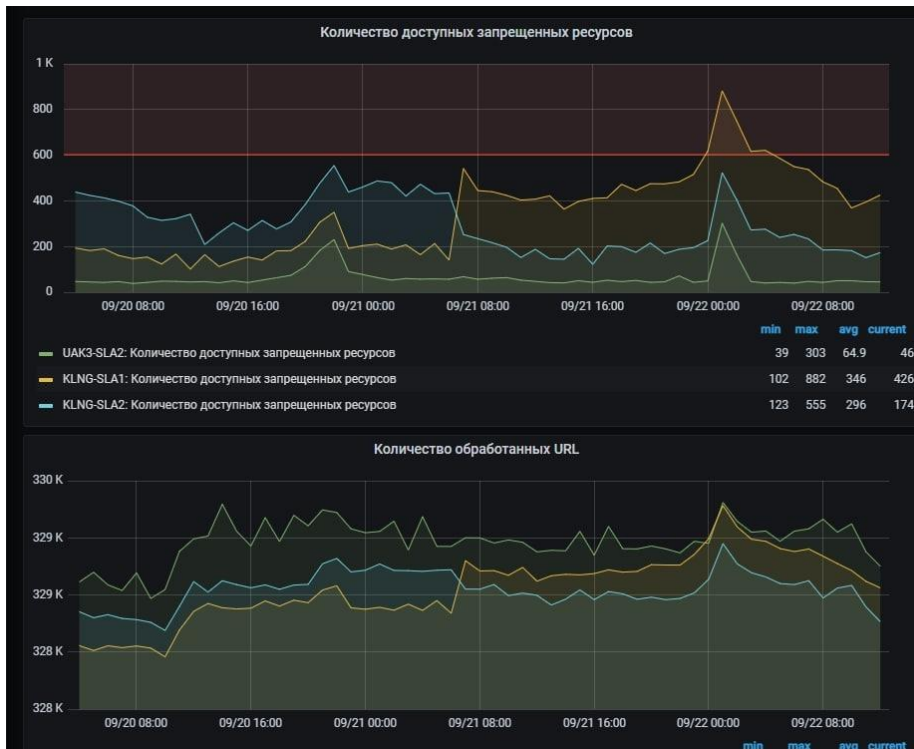 Количество доступных запрещенных ресурсов
1 K
800
600
400
200
0
09/20 08:00 09/20 16:00 09/21 00:00 09/21 08:00 09/21 16:00 09/22 00:00 09/22 08:00
min max avg current
UAK3-SLA2: Количество доступных запрещенных ресурсов 39 303 64.9 46
KLNG-SLA1: Количество доступных запрещенных ресурсов 102 882 346 426
KLNG-SLA2: Количество доступных запрещенных ресурсов 123 555 296 174
Количество обработанных URL
330 K
329 K
329 K
328 K
328 K
09/20 08:00 09/20 16:00 09/21 00:00 09/21 08:00 09/21 16:00 09/22 00:00 09/22 08:00
min max avg current